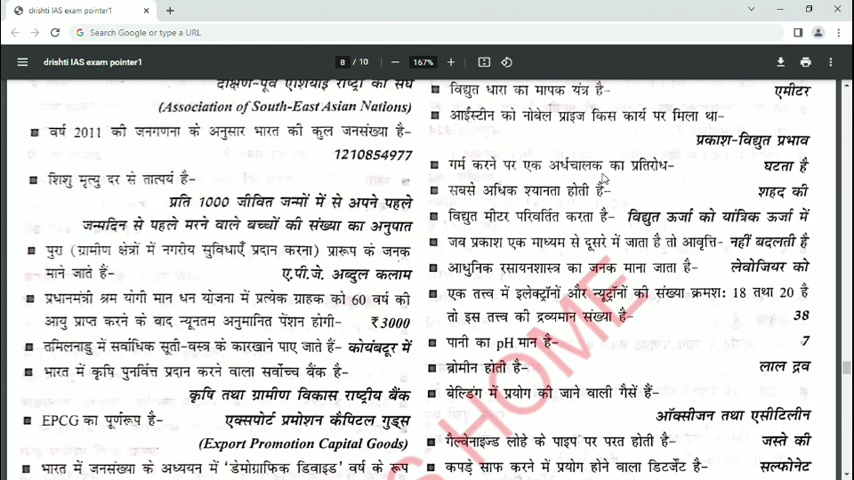 drishti IAS exam pointer1
Search Google or type a URL
drishti IAS exam pointer1
8 / 10
167%
दक्षिण-पूर्व एशियाई राष्ट्रों का संघ
(Association of South-East Asian Nations)
वर्ष 2011 की जनगणना के अनुसार भारत की कुल जनसंख्या है-
1210854977
शिशु मृत्यु दर से तात्पर्य है-
प्रति 1000 जीवित जन्मों में से अपने पहले
जन्मदिन से पहले मरने वाले बच्चों की संख्या का अनुपात
पुरा (ग्रामीण क्षेत्रों में नगरीय सुविधाएँ प्रदान करना) प्रारूप के जनक
माने जाते हैं- ए.पी.जे. अब्दुल कलाम
प्रधानमंत्री श्रम योगी मान धन योजना में प्रत्येक ग्राहक को 60 वर्ष की
आयु प्राप्त करने के बाद न्यूनतम अनुमानित पेंशन होगी- ₹3000
तमिलनाडु में सर्वाधिक सूती-वस्त्र के कारखाने पाए जाते हैं- कोयंबटूर में
भारत में कृषि पुनर्वित्त प्रदान करने वाला सर्वोच्च बैंक है-
कृषि तथा ग्रामीण विकास राष्ट्रीय बैंक
EPCG का पूर्णरूप है- एक्सपोर्ट प्रमोशन कैपिटल गुड्स
(Export Promotion Capital Goods)
भारत में जनसंख्या के अध्ययन में 'डेमोग्राफिक डिवाइड' वर्ष के रूप
विद्युत धारा का मापक यंत्र है- एमीटर
आईंस्टीन को नोबेल प्राइज किस कार्य पर मिला था-
प्रकाश-विद्युत प्रभाव
गर्म करने पर एक अर्धचालक का प्रतिरोध- घटता है
सबसे अधिक श्यानता होती है- शहद की
विद्युत मीटर परिवर्तित करता है- विद्युत ऊर्जा को यांत्रिक ऊर्जा में
जब प्रकाश एक माध्यम से दूसरे में जाता है तो आवृत्ति- नहीं बदलती है
आधुनिक रसायनशास्त्र का जनक माना जाता है- लेवोजियर को
एक तत्त्व में इलेक्ट्रॉनों और न्यूट्रॉनों की संख्या क्रमश: 18 तथा 20 है
तो इस तत्त्व की द्रव्यमान संख्या है- 38
पानी का pH मान है- 7
ब्रोमीन होती है- लाल द्रव
वेल्डिंग में प्रयोग की जाने वाली गैसें हैं-
ऑक्सीजन तथा एसीटिलीन
गैल्वेनाइज्ड लोहे के पाइप पर परत होती है- जस्ते की
कपड़े साफ करने में प्रयोग होने वाला डिटर्जेंट है- सल्फोनेट
HOME